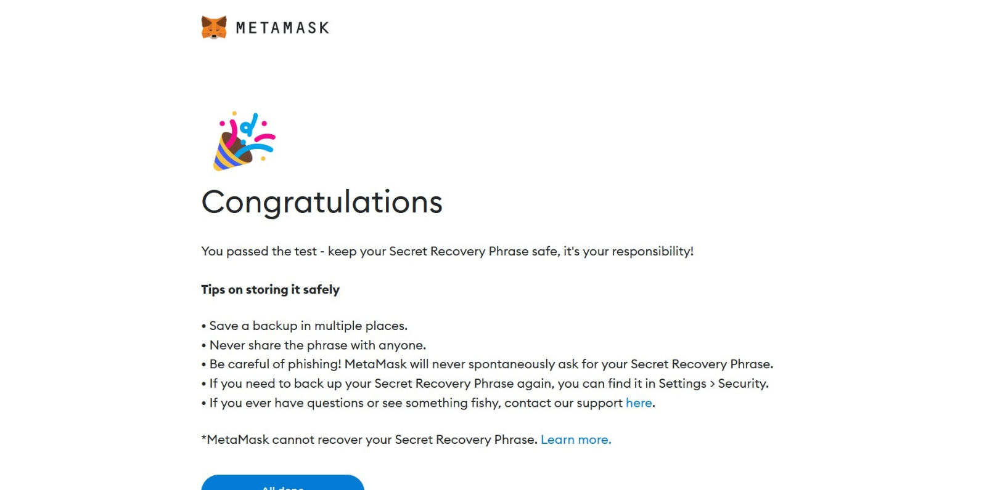 METAMASK
Congratulations
You passed the test - keep your Secret Recovery Phrase safe, it's your responsibility!
Tips on storing it safely
• Save a backup in multiple places.
• Never share the phrase with anyone.
• Be careful of phishing! MetaMask will never spontaneously ask for your Secret Recovery Phrase.
• If you need to back up your Secret Recovery Phrase again, you can find it in Settings > Security.
• If you ever have questions or see something fishy, contact our support here.
*MetaMask cannot recover your Secret Recovery Phrase. Learn more.
All done